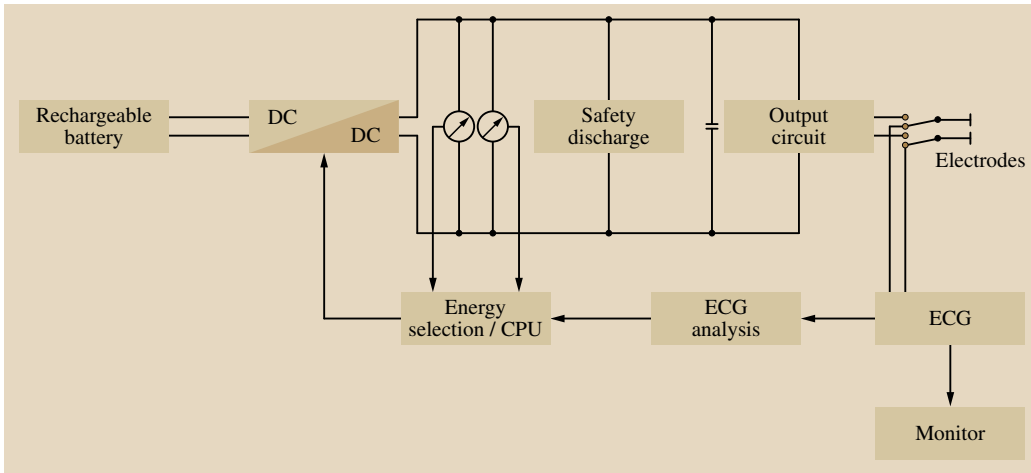 Rechargeable
battery
DC
DC
Safety
discharge
Output
circuit
Electrodes
Energy
selection / CPU
ECG
analysis
ECG
Monitor